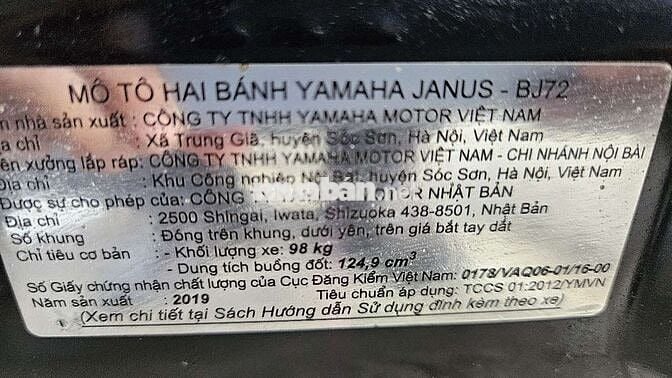 MÔ TÔ HAI BÁNH YAMAHA JANUS - BJ72
n nhà sản xuất : CÔNG TY TNHH YAMAHA MOTOR VIỆT NAM
a chỉ : Xã Trung Giã, huyện Sóc Sơn, Hà Nội, Việt Nam
ên xưởng lắp ráp: CÔNG TY TNHH YAMAHA MOTOR VIỆT NAM - CHI NHÁNH NỘI BÀI
Địa chỉ : Khu Công nghiệp Nội Bài, huyện Sóc Sơn, Hà Nội, Việt Nam
Được sự cho phép của: CÔNG NHẬT BẢN
Địa chỉ : 2500 Shingai, Iwata, Shizuoka 438-8501, Nhật Bản
Số khung : Đóng trên khung, dưới yên, trên giá bắt tay dắt
Chỉ tiêu cơ bản : - Khối lượng xe: 98 kg
- Dung tích buồng đốt: 124,9 cm³
Số Giấy chứng nhận chất lượng của Cục Đăng Kiểm Việt Nam: 0178/VAQ06-01/16-00
Năm sản xuất : 2019 Tiêu chuẩn áp dụng: TCCS 01:2012/YMVN
(Xem chi tiết tại Sách Hướng dẫn Sử dụng đính kèm theo xe)